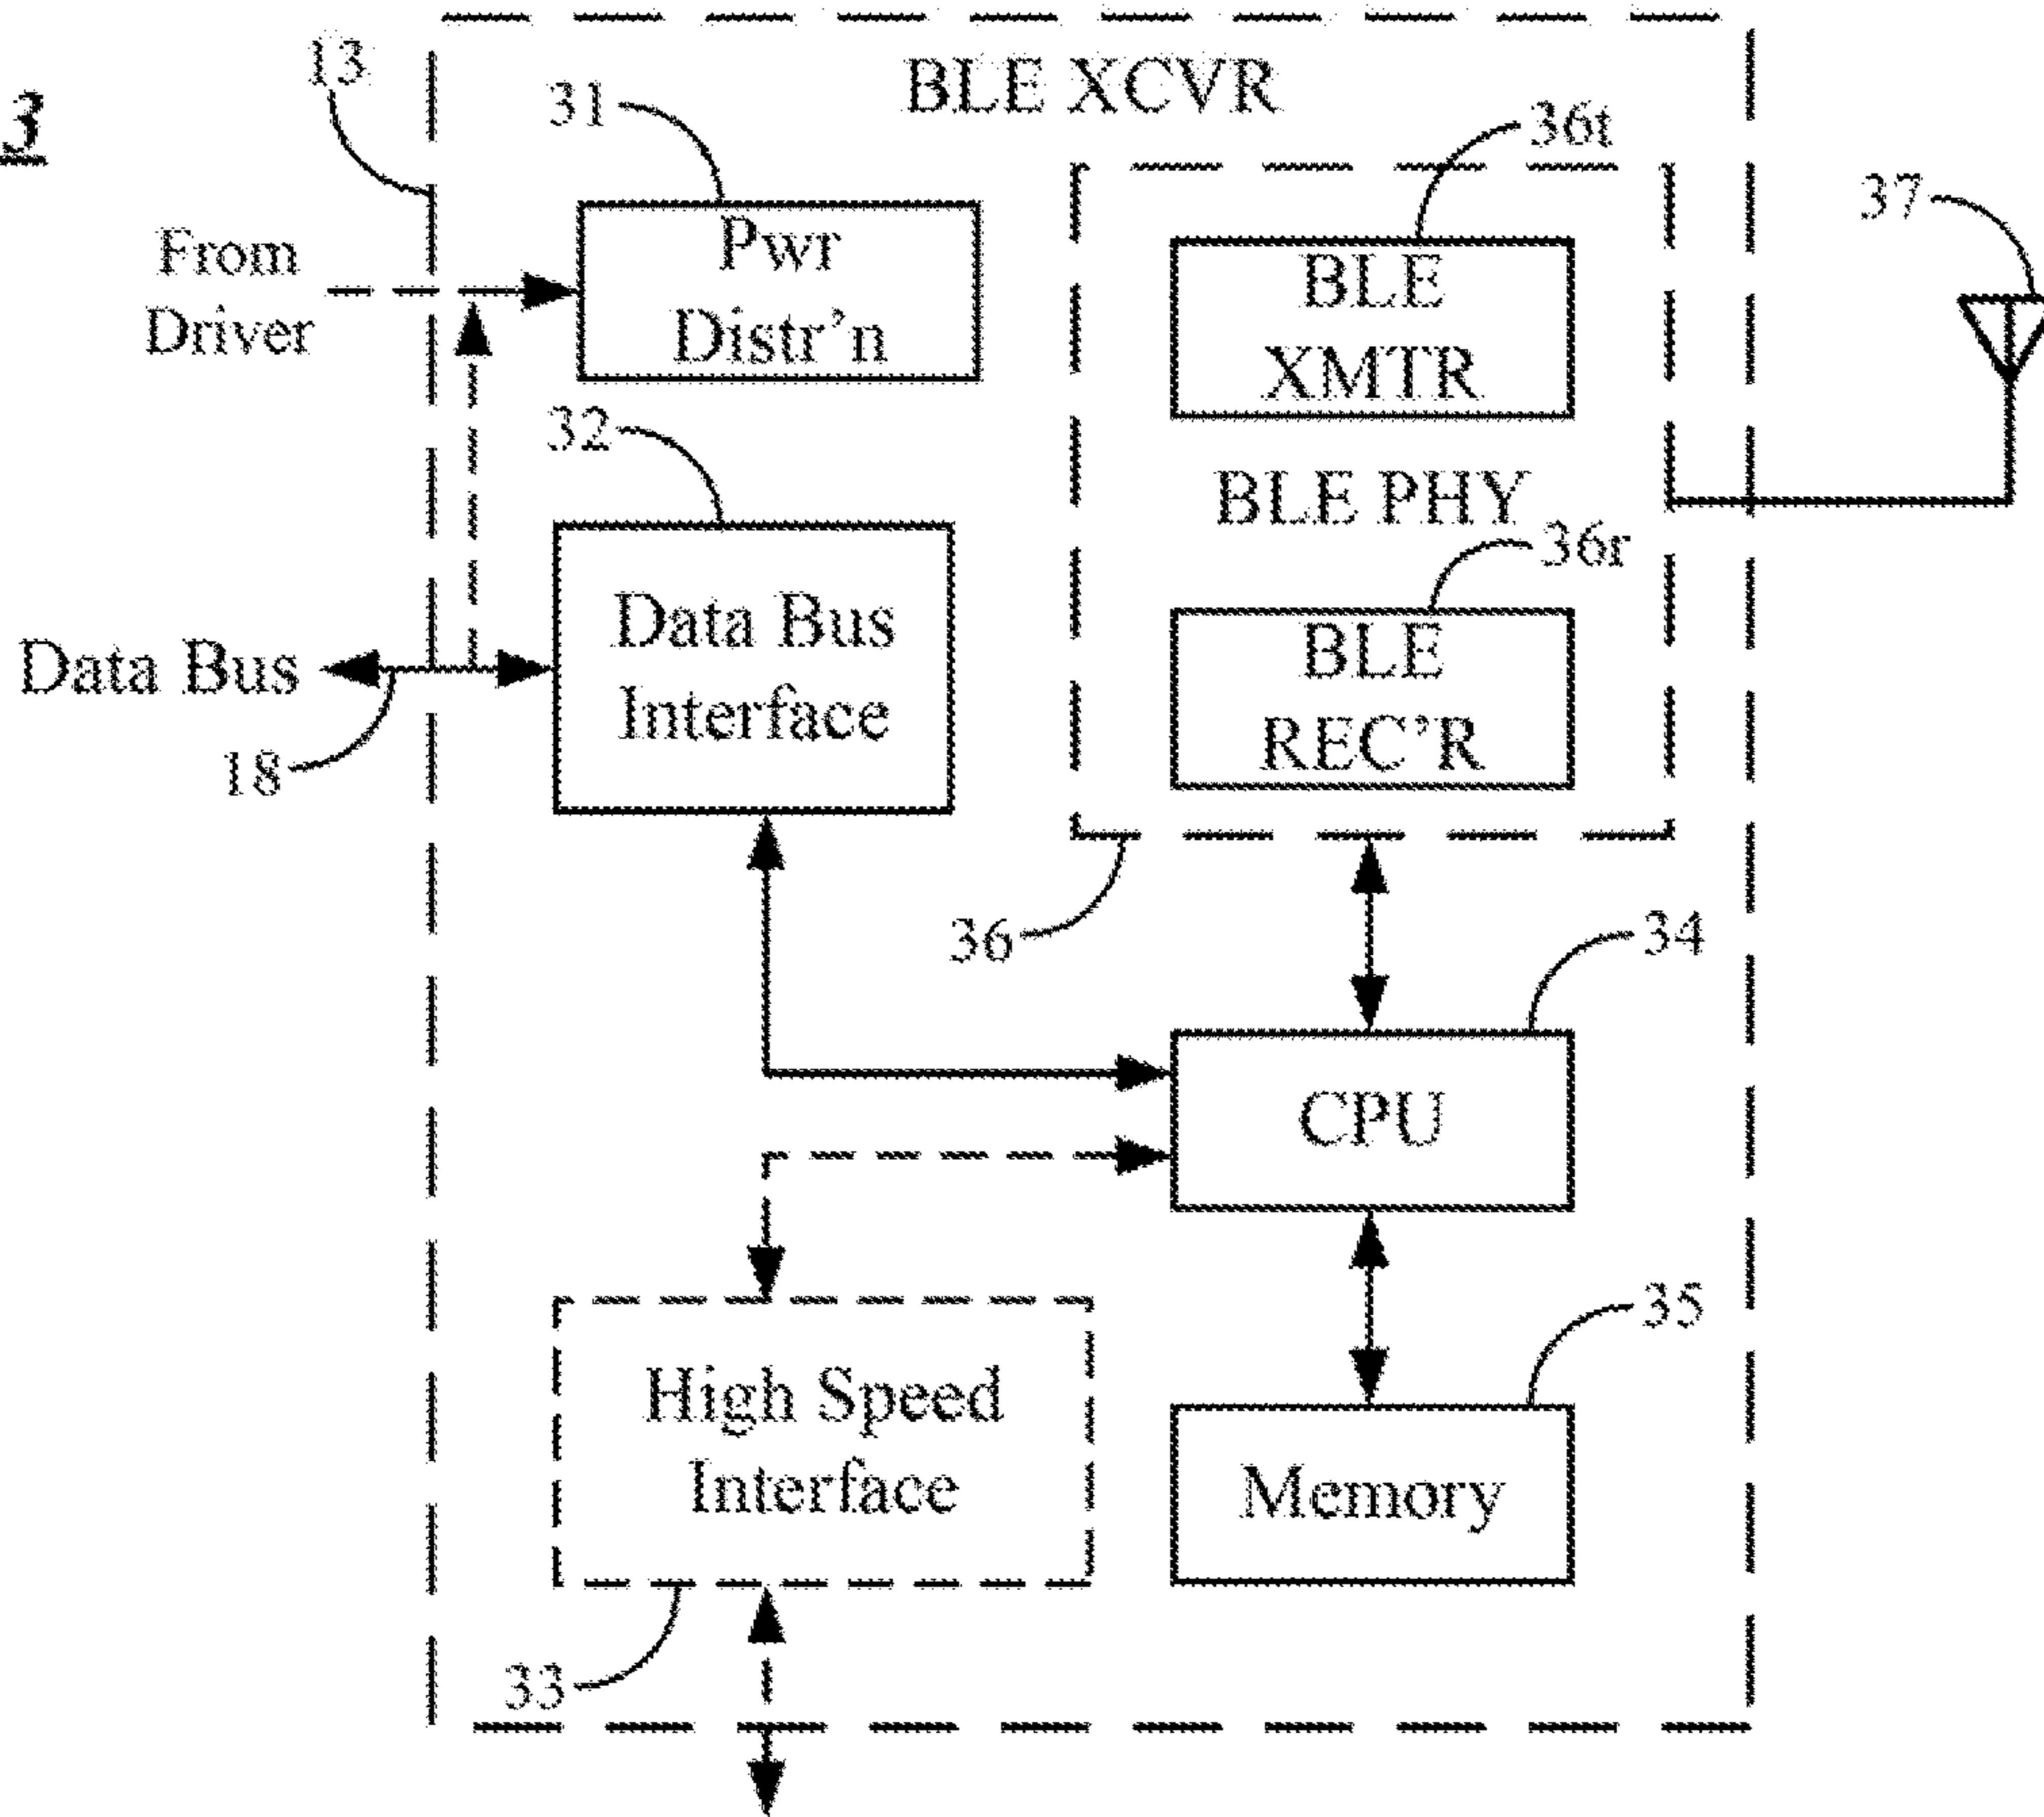 3
13
BLE XCVR
31
36t
37
From
Driver
Pwr
Distr’n
BLE
XMTR
32
BLE PHY
36r
Data Bus
18
Data Bus
Interface
BLE
REC’R
36
34
CPU
High Speed
Interface
35
Memory
33